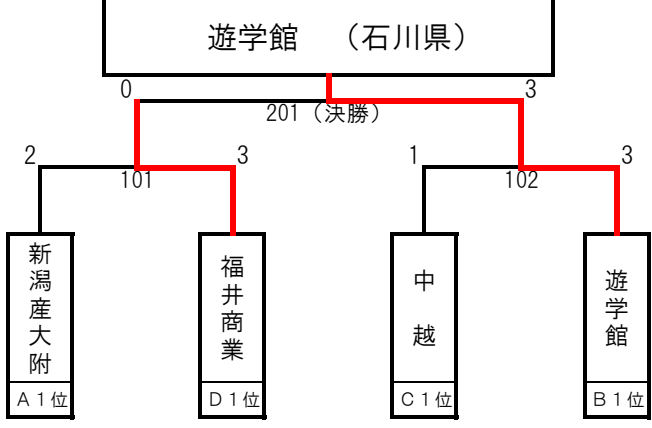 遊学館　（石川県）
0
3
201（決勝）
2
3
1
3
101
102
新潟産大附
福井商業
中越
遊学館
Ａ１位
Ｄ１位
Ｃ１位
Ｂ１位